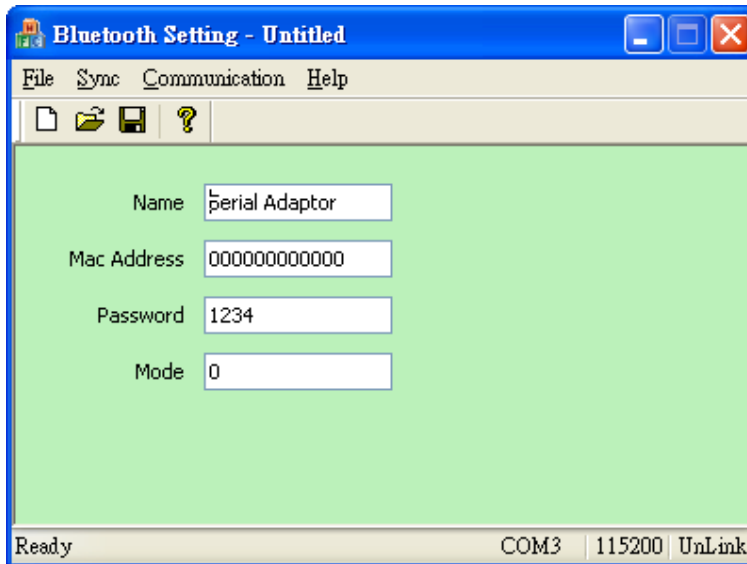 Bluetooth Setting - Untitled
File Sync Communication Help
Name Serial Adaptor
Mac Address 000000000000
Password 1234
Mode 0
Ready COM3 115200 UnLink